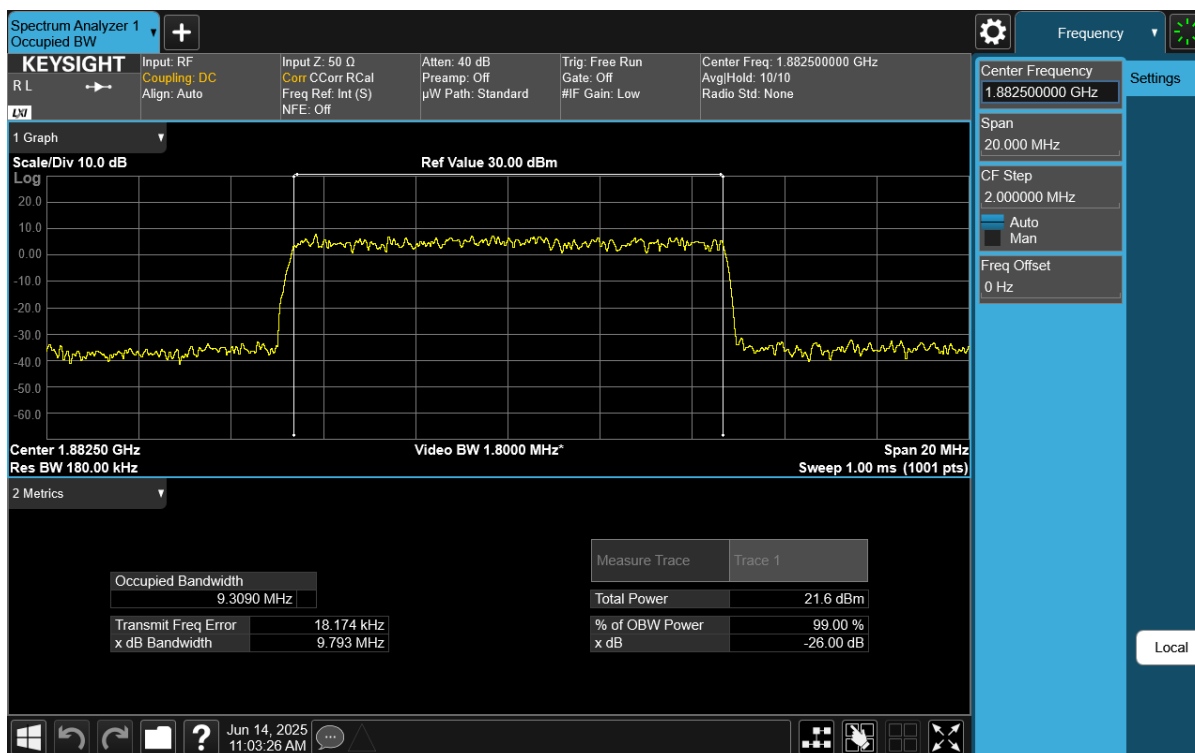 Spectrum Analyzer 1
Occupied BW
Frequency
KEYSIGHT
R L
LXI
Input: RF
Coupling: DC
Align: Auto
Input Z: 50 Ω
Corr CCorr RCal
Freq Ref: Int (S)
NFE: Off
Atten: 40 dB
Preamp: Off
µW Path: Standard
Trig: Free Run
Gate: Off
#IF Gain: Low
Center Freq: 1.882500000 GHz
Avg|Hold: 10/10
Radio Std: None
Center Frequency
1.882500000 GHz
Settings
Span
20.000 MHz
CF Step
2.000000 MHz
Auto
Man
Freq Offset
0 Hz
Local
1 Graph
Scale/Div 10.0 dB
Ref Value 30.00 dBm
Log
20.0
10.0
0.00
-10.0
-20.0
-30.0
-40.0
-50.0
-60.0
Center 1.88250 GHz
Video BW 1.8000 MHz*
Span 20 MHz
Res BW 180.00 kHz
Sweep 1.00 ms (1001 pts)
2 Metrics
Measure Trace
Trace 1
Occupied Bandwidth
9.3090 MHz
Total Power
21.6 dBm
Transmit Freq Error
18.174 kHz
% of OBW Power
99.00 %
x dB Bandwidth
9.793 MHz
x dB
-26.00 dB
?
Jun 14, 2025
11:03:26 AM